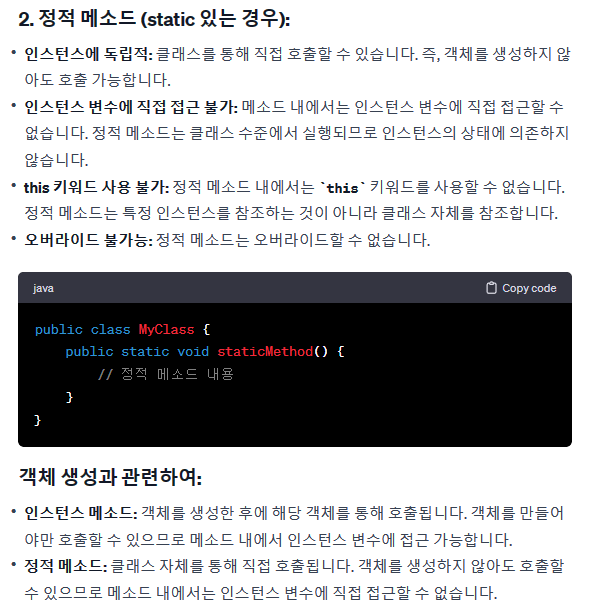 2. 정적 메소드 (static 있는 경우):
• 인스턴스에 독립적: 클래스를 통해 직접 호출할 수 있습니다. 즉, 객체를 생성하지 않
아도 호출 가능합니다.
• 인스턴스 변수에 직접 접근 불가: 메소드 내에서는 인스턴스 변수에 직접 접근할 수
없습니다. 정적 메소드는 클래스 수준에서 실행되므로 인스턴스의 상태에 의존하지
않습니다.
• this 키워드 사용 불가: 정적 메소드 내에서는 `this` 키워드를 사용할 수 없습니다.
정적 메소드는 특정 인스턴스를 참조하는 것이 아니라 클래스 자체를 참조합니다.
• 오버라이드 불가능: 정적 메소드는 오버라이드할 수 없습니다.
java Copy code
public class MyClass {
    public static void staticMethod() {
        // 정적 메소드 내용
    }
}
객체 생성과 관련하여:
• 인스턴스 메소드: 객체를 생성한 후에 해당 객체를 통해 호출됩니다. 객체를 만들어
야만 호출할 수 있으므로 메소드 내에서 인스턴스 변수에 접근 가능합니다.
• 정적 메소드: 클래스 자체를 통해 직접 호출됩니다. 객체를 생성하지 않아도 호출할
수 있으므로 메소드 내에서는 인스턴스 변수에 직접 접근할 수 없습니다.